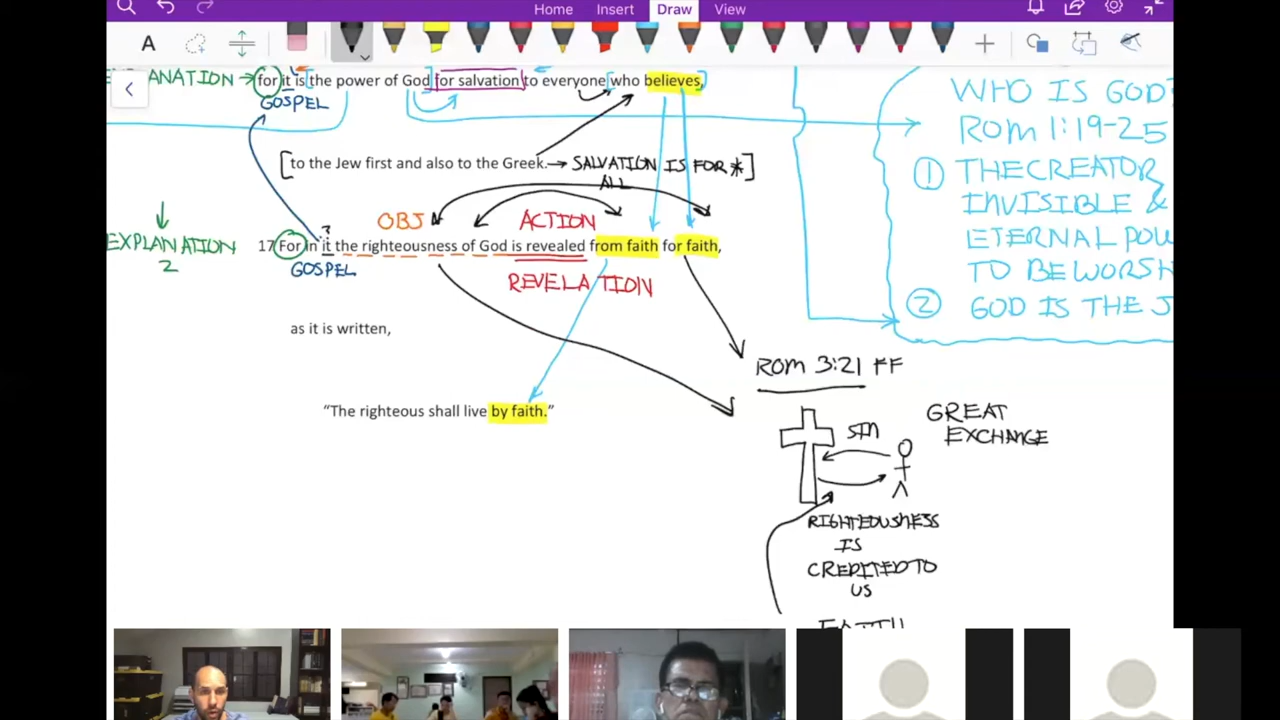 Home Insert Draw View
A
EXPLANATION → for it is the power of God for salvation to everyone who believes,
GOSPEL
WHO IS GOD?
Rom 1:19-25
[to the Jew first and also to the Greek. → SALVATION IS FOR *]
ALL
① THE CREATOR
INVISIBLE &
ETERNAL POW
TO BE WORSH
② GOD IS THE J
OBJ
ACTION
EXPLANATION
2
17 For in it the righteousness of God is revealed from faith for faith,
GOSPEL
REVELATION
as it is written,
Rom 3:21 FF
“The righteous shall live by faith.”
GREAT
EXCHANGE
SIN
RIGHTEOUSNESS
IS
CREDITED TO
US
FAITH